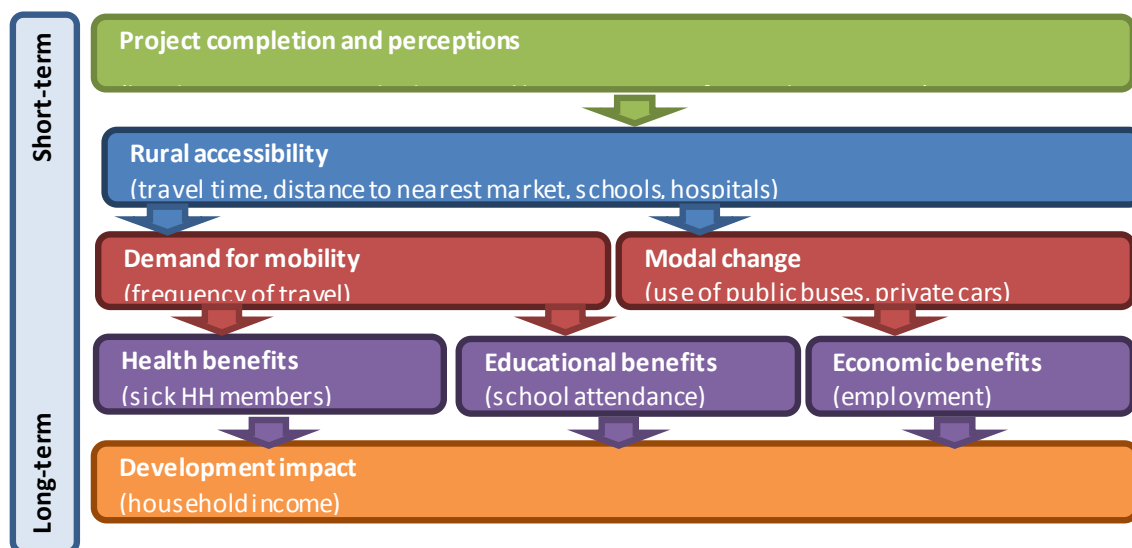 Short-term
Project completion and perceptions
Rural accessibility
(travel time, distance to nearest market, schools, hospitals)
Demand for mobility
(frequency of travel)
Modal change
(use of public buses, private cars)
Health benefits
(sick HH members)
Educational benefits
(school attendance)
Economic benefits
(employment)
Long-term
Development impact
(household income)